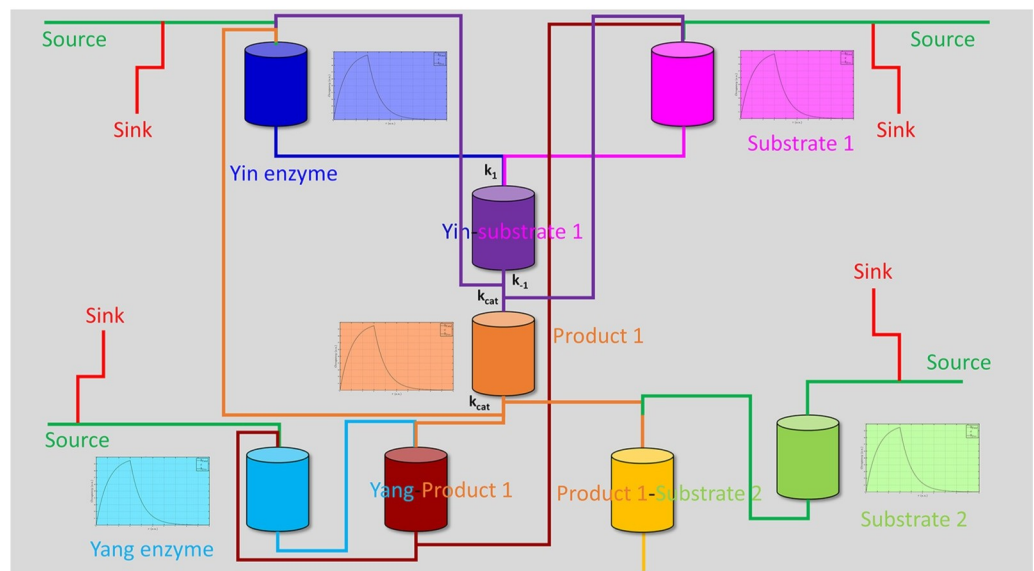 Source
Source
Sink
Sink
Substrate 1
Yin enzyme
k1
Yin-substrate 1
k-1
kcat
Sink
Sink
Product 1
Source
kcat
Source
Yang-Product 1
Product 1-Substrate 2
Substrate 2
Yang enzyme